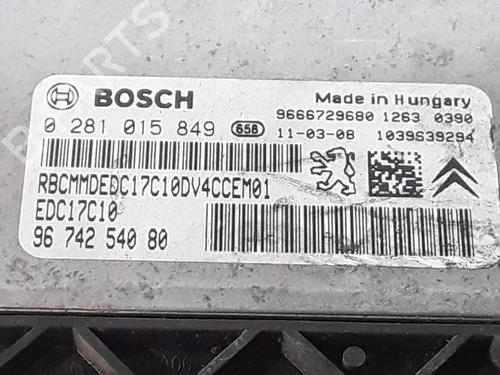 BOSCH
Made in Hungary
0 281 015 849 658
9666729680 1263 0390
11-03-08 1039S39294
RBCMMDEDC17C10DV4CCEM01
EDC17C10
96 742 540 80